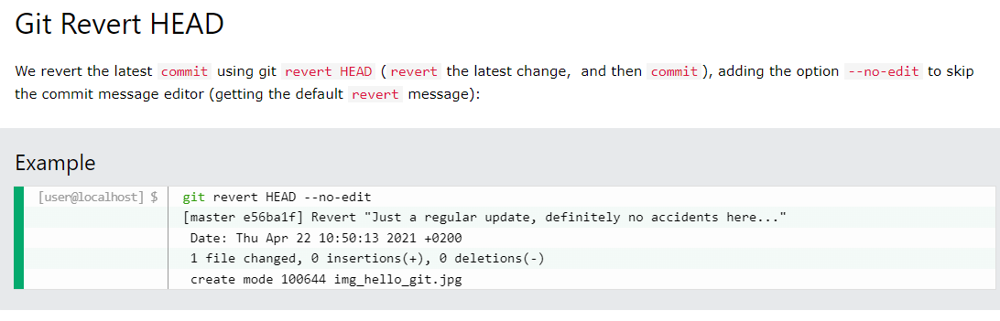 Git Revert HEAD
We revert the latest commit using git revert HEAD (revert the latest change, and then commit), adding the option --no-edit to skip
the commit message editor (getting the default revert message):
Example
[user@localhost] $ git revert HEAD --no-edit
[master e56ba1f] Revert "Just a regular update, definitely no accidents here..."
Date: Thu Apr 22 10:50:13 2021 +0200
1 file changed, 0 insertions(+), 0 deletions(-)
create mode 100644 img_hello_git.jpg